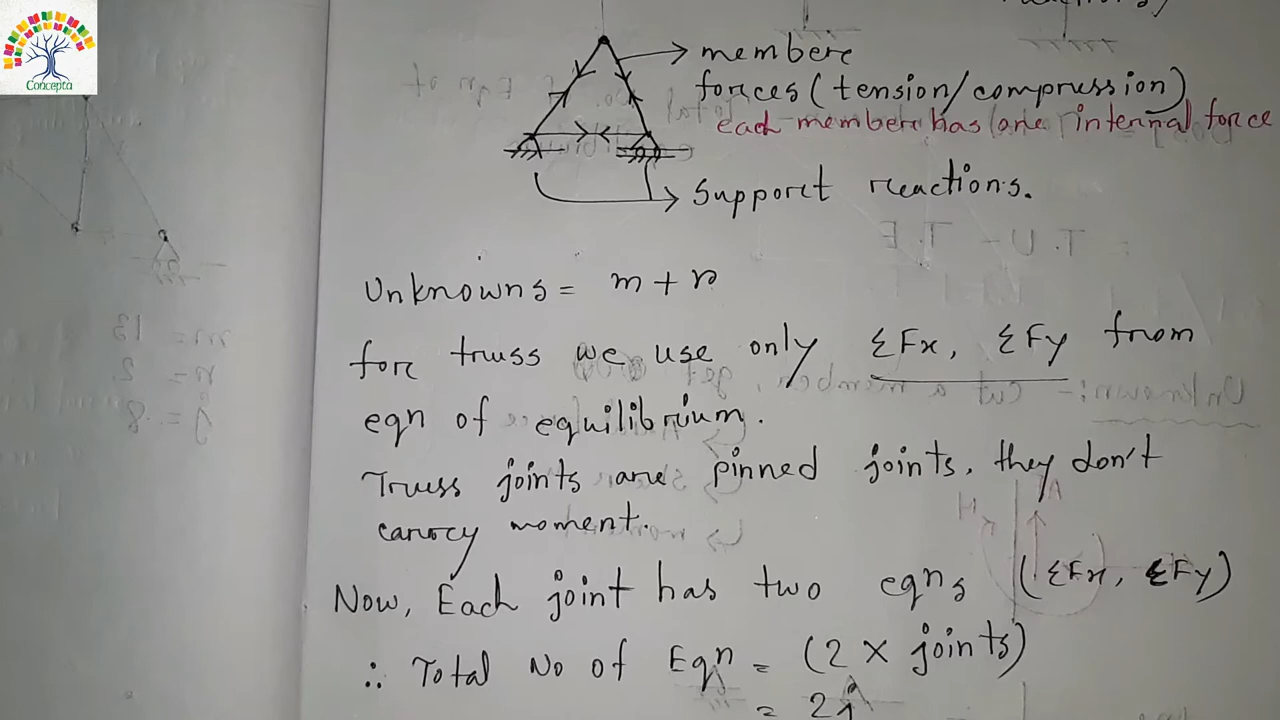 Concepta
members
forces (tension/compression)
each member has one internal force
Support reactions.
Unknowns = m + r
for truss we use only ΣFx, ΣFy from
eqn of equilibrium.
Truss joints are pinned joints, they don't
carry moment.
Now, Each joint has two eqns (ΣFx, ΣFy)
∴ Total No of Eqn = (2 × joints)
= 2j